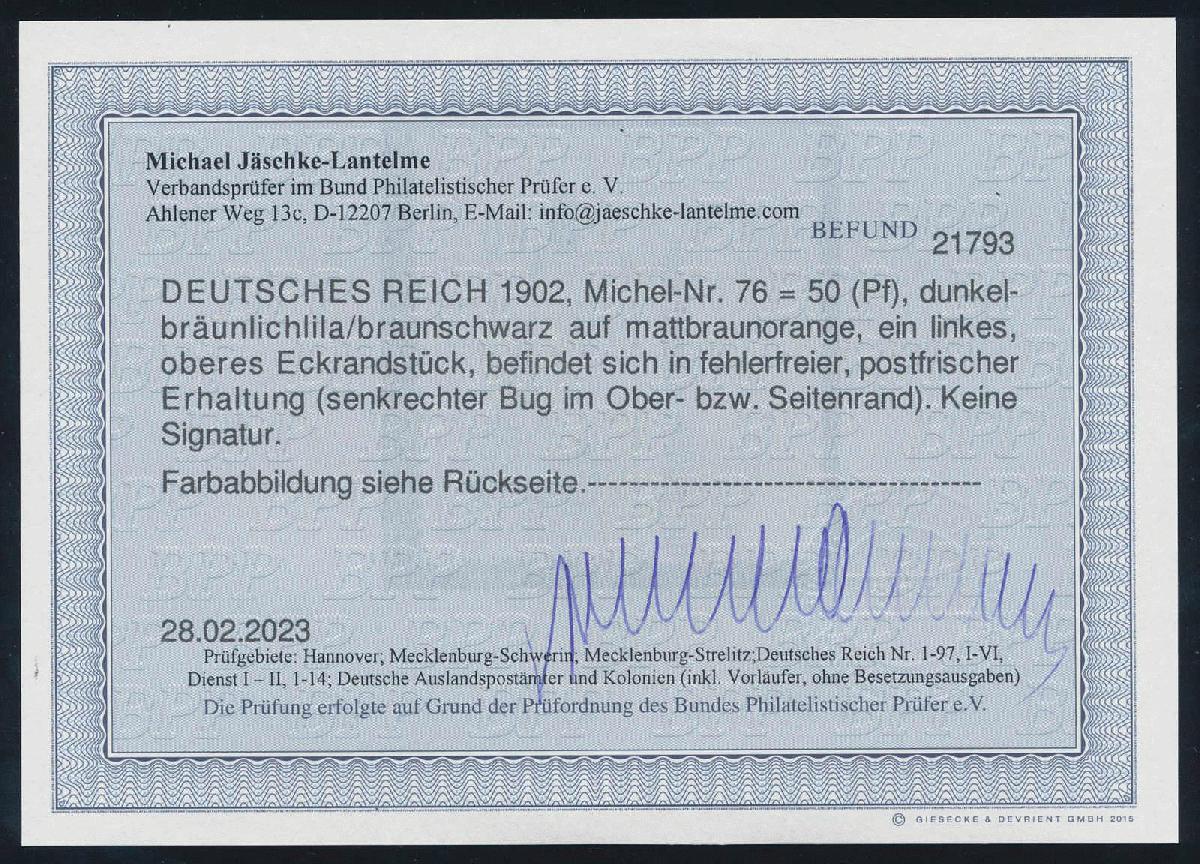 Michael Jäschke-Lantelme
Verbandsprüfer im Bund Philatelistischer Prüfer e. V.
Ahlener Weg 13c, D-12207 Berlin, E-Mail: info@jaeschke-lantelme.com
BEFUND 21793
DEUTSCHES REICH 1902, Michel-Nr. 76 = 50 (Pf), dunkel-
bräunlichlila/braunschwarz auf mattbraunorange, ein linkes,
oberes Eckrandstück, befindet sich in fehlerfreier, postfrischer
Erhaltung (senkrechter Bug im Ober- bzw. Seitenrand). Keine
Signatur.
Farbabbildung siehe Rückseite.------------------------------------
28.02.2023
Prüfgebiete: Hannover; Mecklenburg-Schwerin, Mecklenburg-Strelitz;Deutsches Reich Nr. 1-97, I-VI,
Dienst I – II, 1-14; Deutsche Auslandspostämter und Kolonien (inkl. Vorläufer, ohne Besetzungsausgaben)
Die Prüfung erfolgte auf Grund der Prüfordnung des Bundes Philatelistischer Prüfer e.V.
© GIESECKE & DEVRIENT GMBH 2015